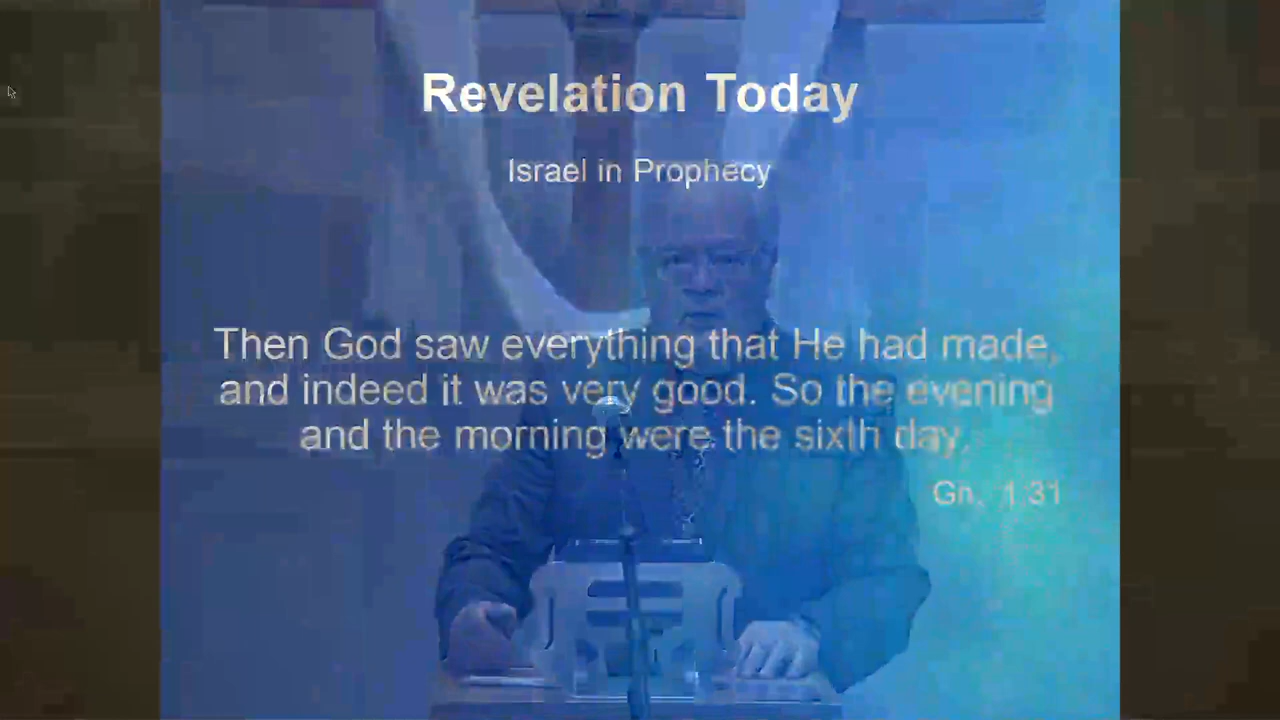 Revelation Today
Israel in Prophecy
Then God saw everything that He had made,
and indeed it was very good. So the evening
and the morning were the sixth day.
Gn. 1:31